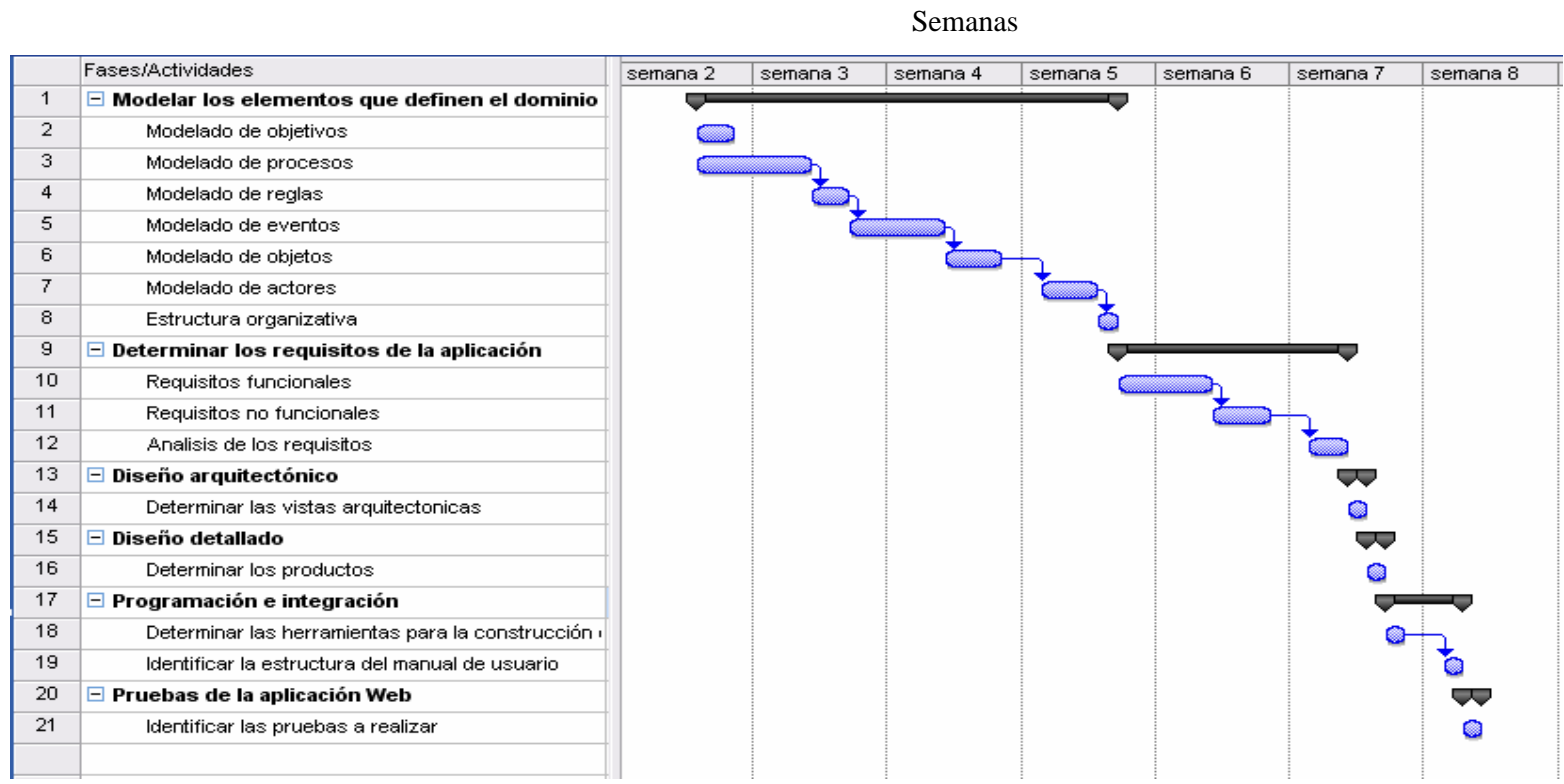 Semanas
Fases/Actividades semana 2 semana 3 semana 4 semana 5 semana 6 semana 7 semana 8
1 Modelar los elementos que definen el dominio
2 Modelado de objetivos
3 Modelado de procesos
4 Modelado de reglas
5 Modelado de eventos
6 Modelado de objetos
7 Modelado de actores
8 Estructura organizativa
9 Determinar los requisitos de la aplicación
10 Requisitos funcionales
11 Requisitos no funcionales
12 Analisis de los requisitos
13 Diseño arquitectónico
14 Determinar las vistas arquitectonicas
15 Diseño detallado
16 Determinar los productos
17 Programación e integración
18 Determinar las herramientas para la construcción
19 Identificar la estructura del manual de usuario
20 Pruebas de la aplicación Web
21 Identificar las pruebas a realizar